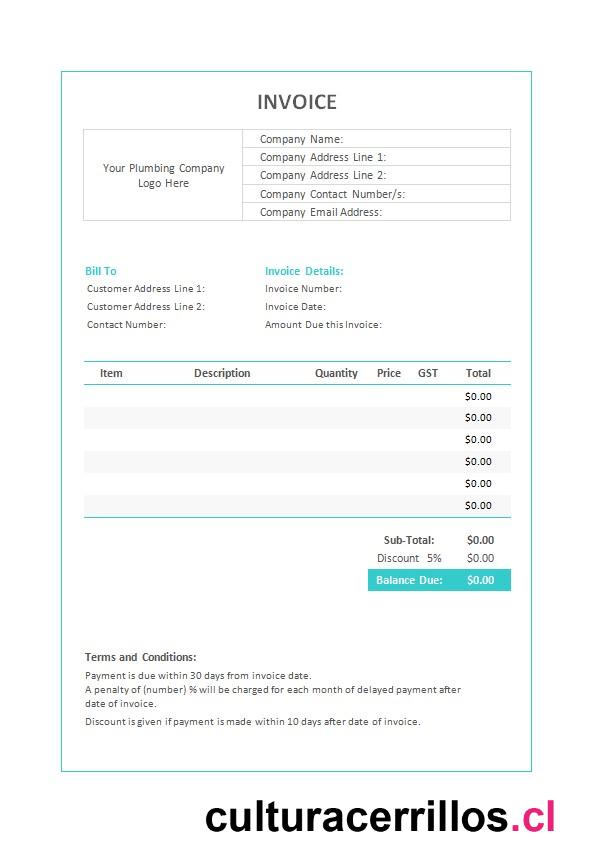 INVOICE
Your Plumbing Company
Logo Here
Company Name:
Company Address Line 1:
Company Address Line 2:
Company Contact Number/s:
Company Email Address:
Bill To
Customer Address Line 1:
Customer Address Line 2:
Contact Number:
Invoice Details:
Invoice Number:
Invoice Date:
Amount Due this Invoice:
Item Description Quantity Price GST Total
$0.00
$0.00
$0.00
$0.00
$0.00
$0.00
Sub-Total: $0.00
Discount 5% $0.00
Balance Due: $0.00
Terms and Conditions:
Payment is due within 30 days from invoice date.
A penalty of (number) % will be charged for each month of delayed payment after
date of invoice.
Discount is given if payment is made within 10 days after date of invoice.
culturacerrillos.cl